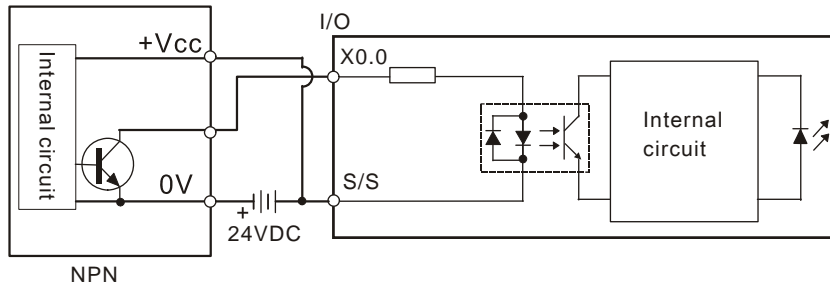 I/O
+Vcc
X0.0
Internal circuit
Internal
circuit
0V
S/S
+
24VDC
NPN